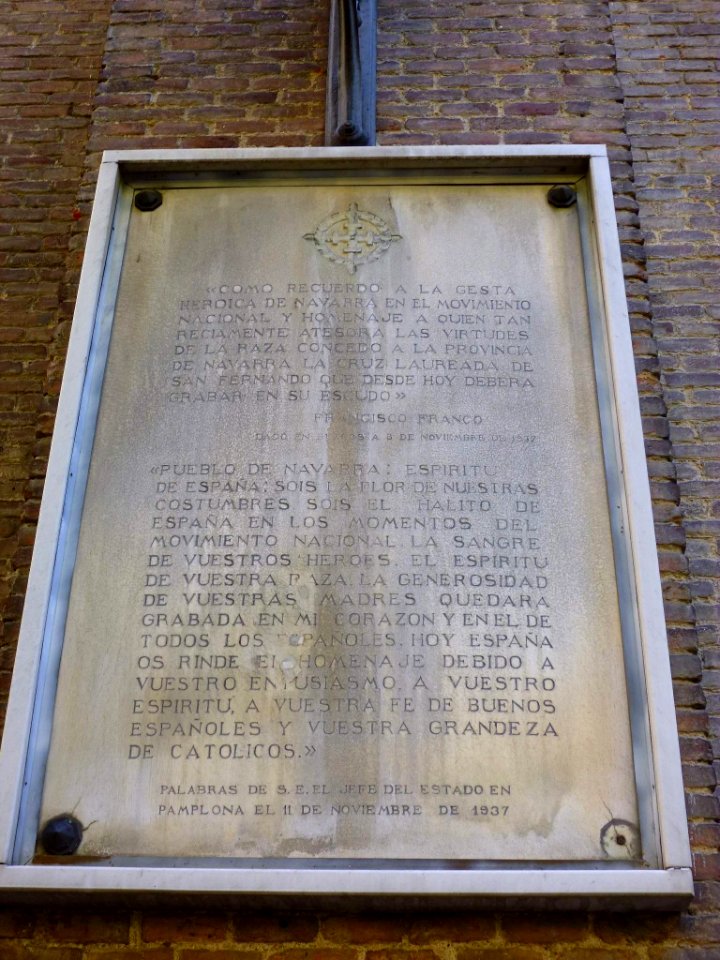 «COMO RECUERDO A LA GESTA
HEROICA DE NAVARRA EN EL MOVIMIENTO
NACIONAL Y HOMENAJE A QUIEN TAN
RECIAMENTE ATESORA LAS VIRTUDES
DE LA RAZA CONCEDO A LA PROVINCIA
DE NAVARRA LA CRUZ LAUREADA DE
SAN FERNANDO QUE DESDE HOY DEBERA
GRABAR EN SU ESCUDO»
FRANCISCO FRANCO
DADO EN A 8 DE NOVIEMBRE DE 1937
«PUEBLO DE NAVARRA: ESPIRITU
DE ESPAÑA; SOIS LA FLOR DE NUESTRAS
COSTUMBRES SOIS EL HALITO DE
ESPAÑA EN LOS MOMENTOS DEL
MOVIMIENTO NACIONAL LA SANGRE
DE VUESTROS HEROES, EL ESPIRITU
DE VUESTRA RAZA, LA GENEROSIDAD
DE VUESTRAS MADRES QUEDARA
GRABADA EN MI CORAZON Y EN EL DE
TODOS LOS ESPAÑOLES, HOY ESPAÑA
OS RINDE EL HOMENAJE DEBIDO A
VUESTRO ENTUSIASMO, A VUESTRO
ESPIRITU, A VUESTRA FE DE BUENOS
ESPAÑOLES Y VUESTRA GRANDEZA
DE CATOLICOS.»
PALABRAS DE S.E. EL JEFE DEL ESTADO EN
PAMPLONA EL 11 DE NOVIEMBRE DE 1937